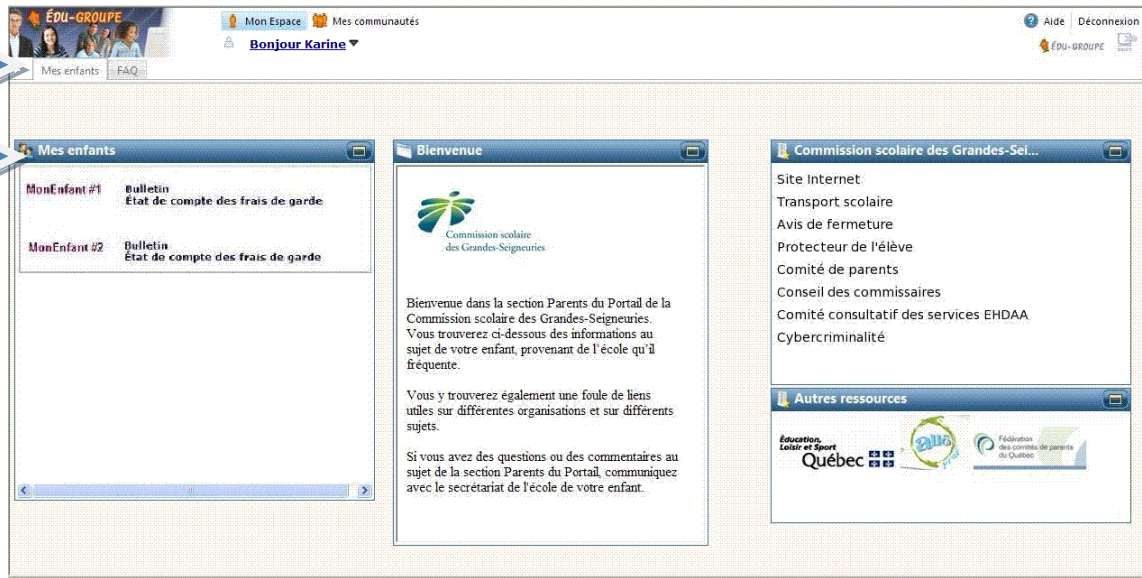 ÉDU-GROUPE
Mon Espace Mes communautés
Aide Déconnexion
Bonjour Karine
ÉDU-GROUPE
Mes enfants FAQ
Mes enfants
MonEnfant #1 Bulletin
État de compte des frais de garde
MonEnfant #2 Bulletin
État de compte des frais de garde
Bienvenue
Commission scolaire
des Grandes-Seigneuries
Bienvenue dans la section Parents du Portail de la
Commission scolaire des Grandes-Seigneuries.
Vous trouverez ci-dessous des informations au
sujet de votre enfant, provenant de l'école qu'il
fréquente.
Vous y trouverez également une foule de liens
utiles sur différentes organisations et sur différents
sujets.
Si vous avez des questions ou des commentaires au
sujet de la section Parents du Portail, communiquez
avec le secrétariat de l'école de votre enfant.
Commission scolaire des Grandes-Sei...
Site Internet
Transport scolaire
Avis de fermeture
Protecteur de l'élève
Comité de parents
Conseil des commissaires
Comité consultatif des services EHDAA
Cybercriminalité
Autres ressources
Éducation,
Loisir et Sport
Québec
allô
prof
Fédération
des comités de parents
du Québec